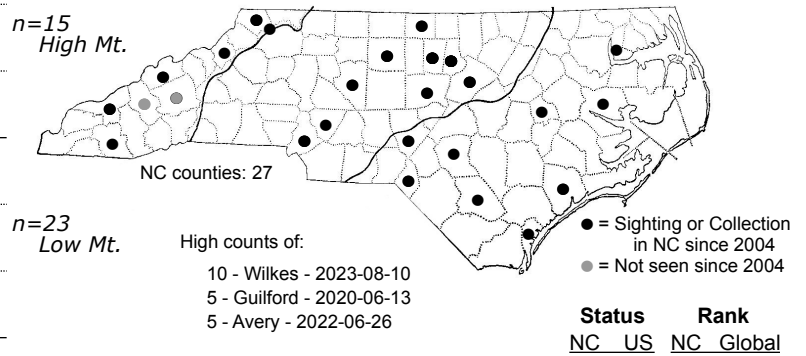 n=15
High Mt.
NC counties: 27
n=23
Low Mt.
High counts of:
10 - Wilkes - 2023-08-10
5 - Guilford - 2020-06-13
5 - Avery - 2022-06-26
= Sighting or Collection
in NC since 2004
= Not seen since 2004
Status Rank
NC US NC Global